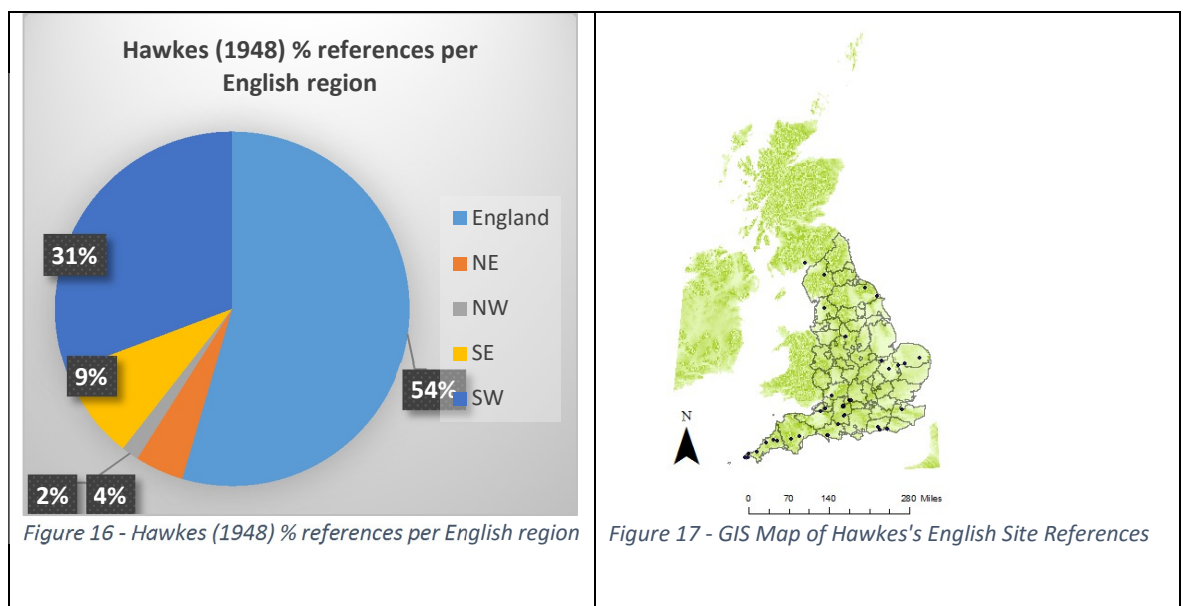 Hawkes (1948) % references per
English region
England
NE
NW
SE
SW
31%
9%
54%
2%
4%
Figure 16 - Hawkes (1948) % references per English region
N
0 70 140 280 Miles
Figure 17 - GIS Map of Hawkes's English Site References